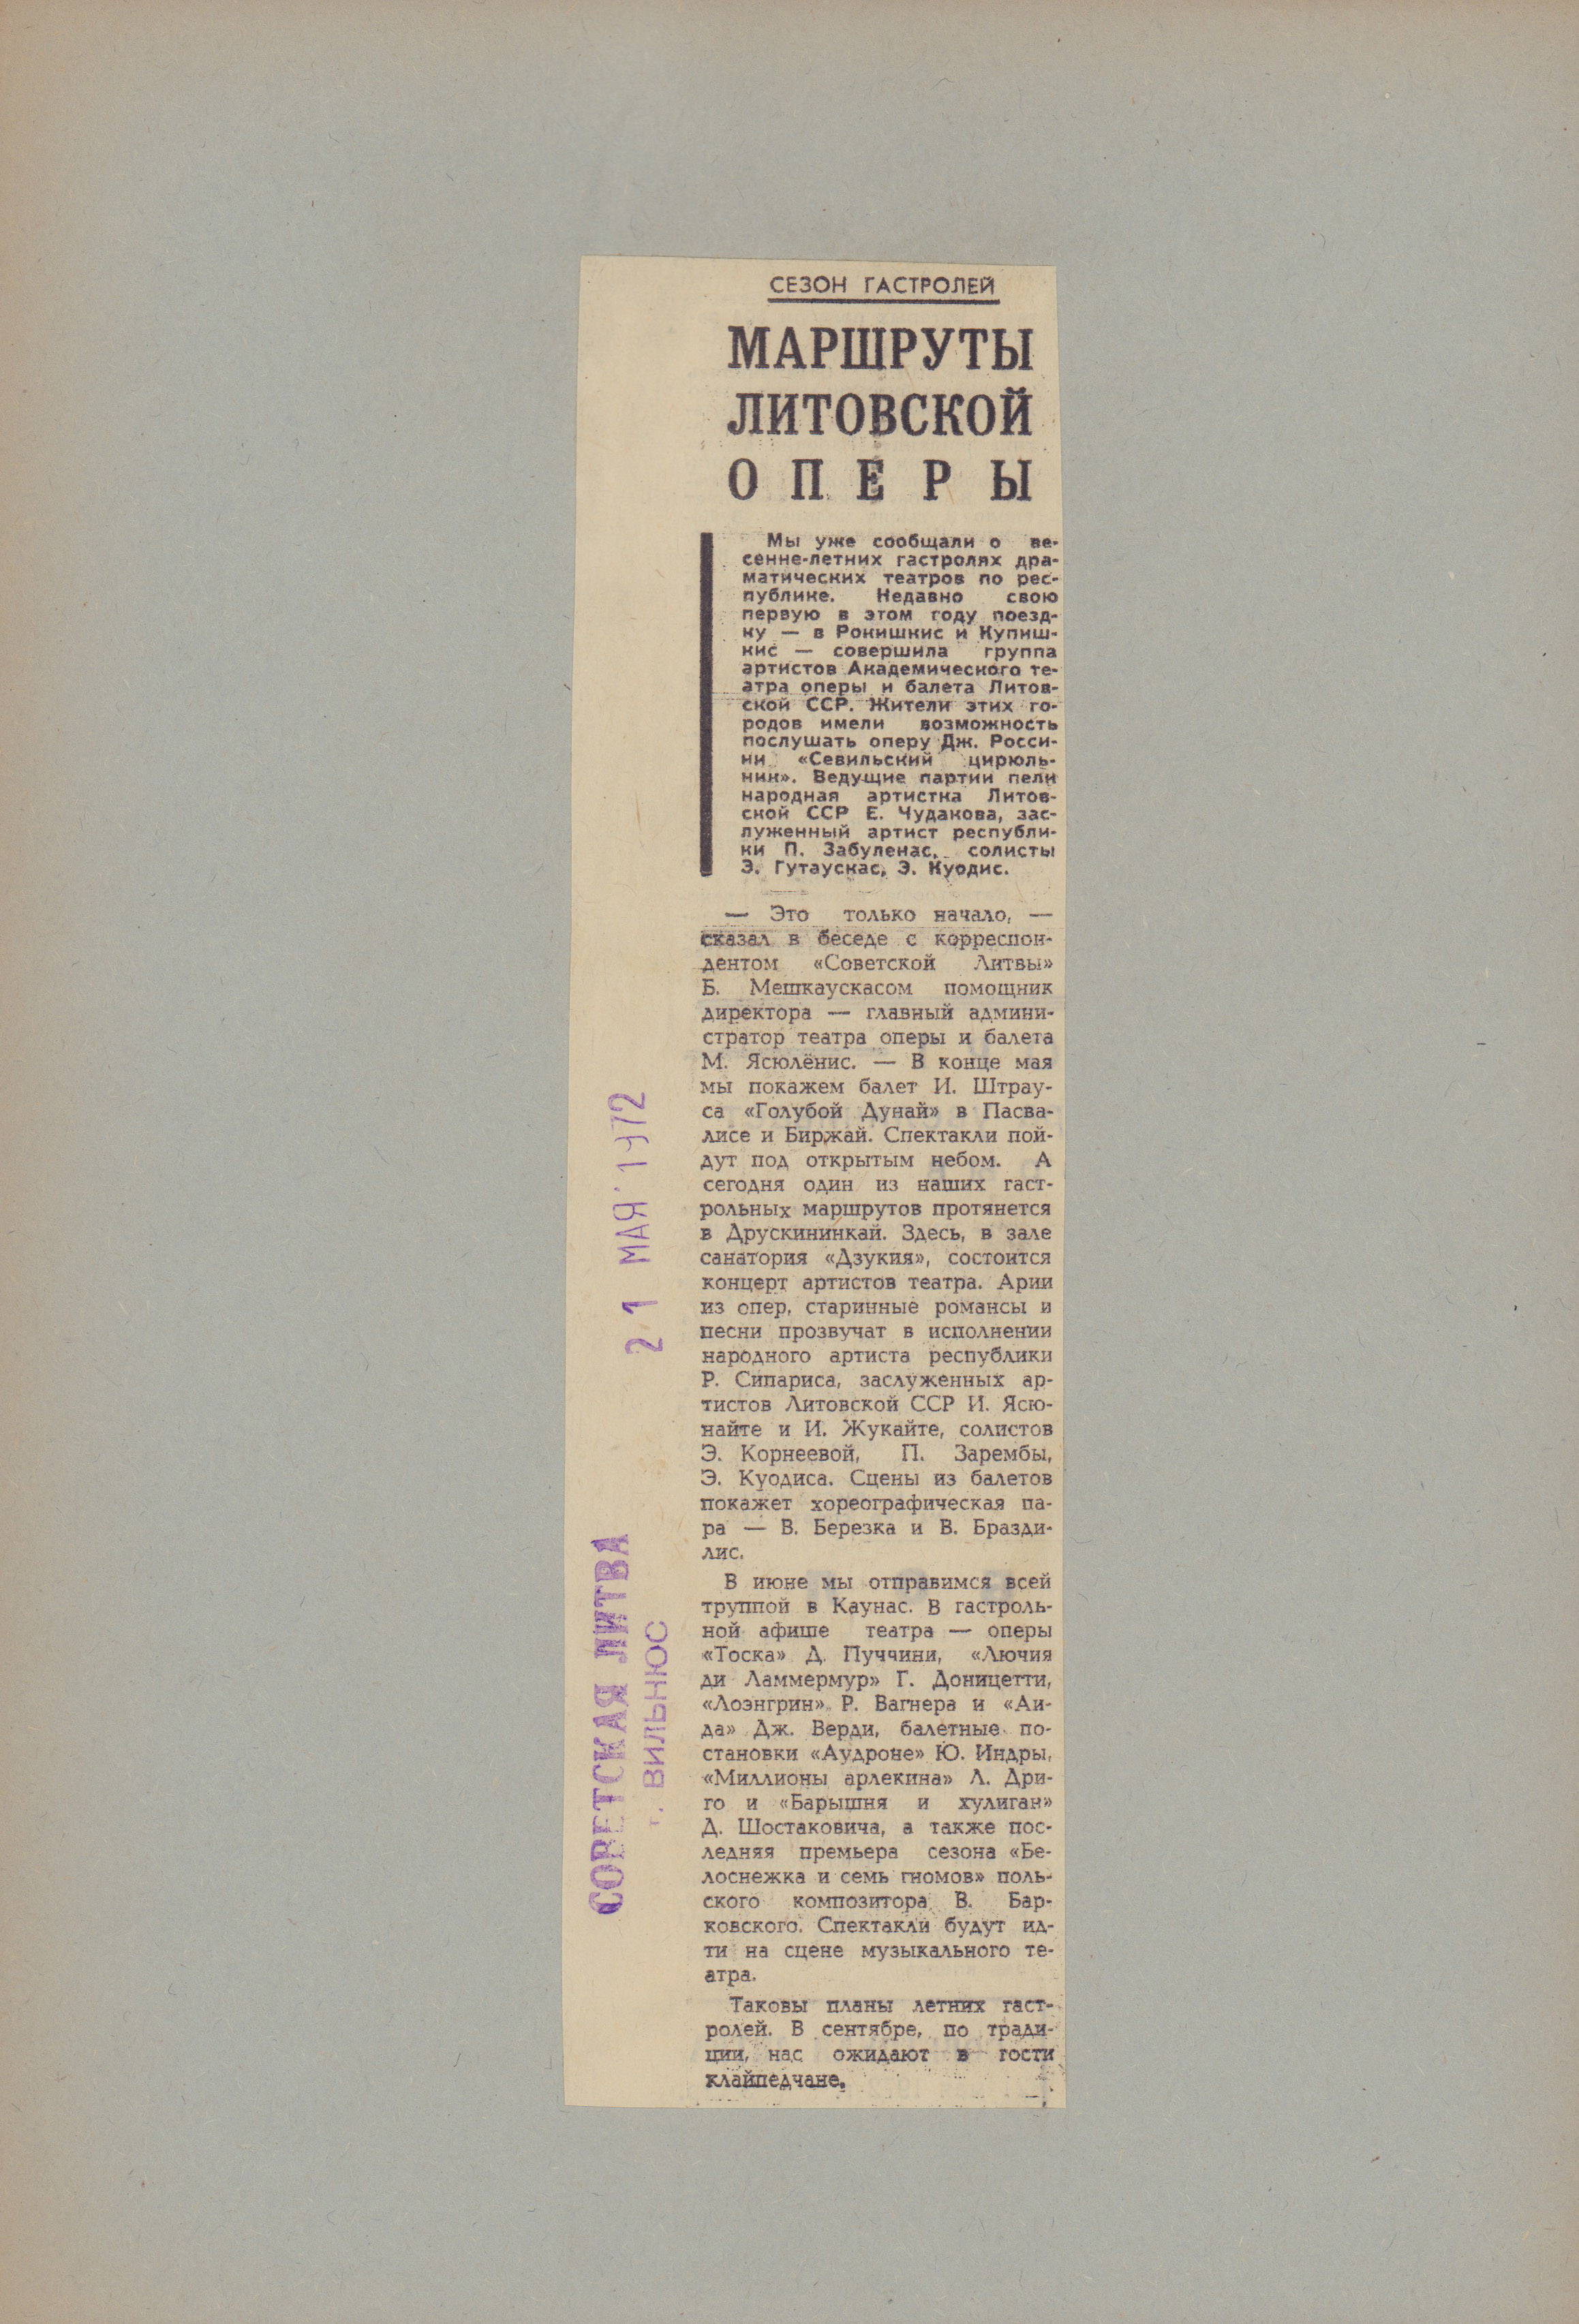 СЕЗОН ГАСТРОЛЕЙ
МАРШРУТЫ
ЛИТОВСКОЙ
ОПЕРЫ
Мы уже сообщали о ве-
сенне-летних гастролях дра-
матических театров по рес-
публике. Недавно свою
первую в этом году поезд-
ку — в Рокишкис и Купиш-
кис — совершила группа
артистов Академического те-
атра оперы и балета Литов-
ской ССР. Жители этих го-
родов имели возможность
послушать оперу Дж. Росси-
ни «Севильский цирюль-
ник». Ведущие партии пели
народная артистка Литов-
ской ССР Е. Чудакова, зас-
луженный артист республи-
ки П. Забуленас, солисты
Э. Гутаускас, Э. Куодис.
— Это только начало, —
сказал в беседе с корреспон-
дентом «Советской Литвы»
Б. Мешкаускасом помощник
директора — главный админи-
стратор театра оперы и балета
М. Ясюлёнис. — В конце мая
мы покажем балет И. Штрау-
са «Голубой Дунай» в Пасва-
лисе и Биржай. Спектакли пой-
дут под открытым небом. А
сегодня один из наших гаст-
рольных маршрутов протянется
в Друскининкай. Здесь, в зале
санатория «Дзукия», состоится
концерт артистов театра. Арии
из опер, старинные романсы и
песни прозвучат в исполнении
народного артиста республики
Р. Сипариса, заслуженных ар-
тистов Литовской ССР И. Ясю-
найте и И. Жукайте, солистов
Э. Корнеевой, П. Зарембы,
Э. Куодиса. Сцены из балетов
покажет хореографическая па-
ра — В. Березка и В. Бразди-
лис.
В июне мы отправимся всей
труппой в Каунас. В гастроль-
ной афише театра — оперы
«Тоска» Д. Пуччини, «Лючия
ди Ламмермур» Г. Доницетти,
«Лоэнгрин» Р. Вагнера и «Аи-
да» Дж. Верди, балетные по-
становки «Аудроне» Ю. Индры,
«Миллионы арлекина» Л. Дри-
го и «Барышня и хулиган»
Д. Шостаковича, а также пос-
ледняя премьера сезона «Бе-
лоснежка и семь гномов» поль-
ского композитора В. Бар-
ковского. Спектакли будут ид-
ти на сцене музыкального те-
атра.
Таковы планы летних гаст-
ролей. В сентябре, по тради-
ции, нас ожидают в гости
клайпедчане.
СОВЕТСКАЯ ЛИТВА
г. ВИЛЬНЮС
21 МАЯ 1972